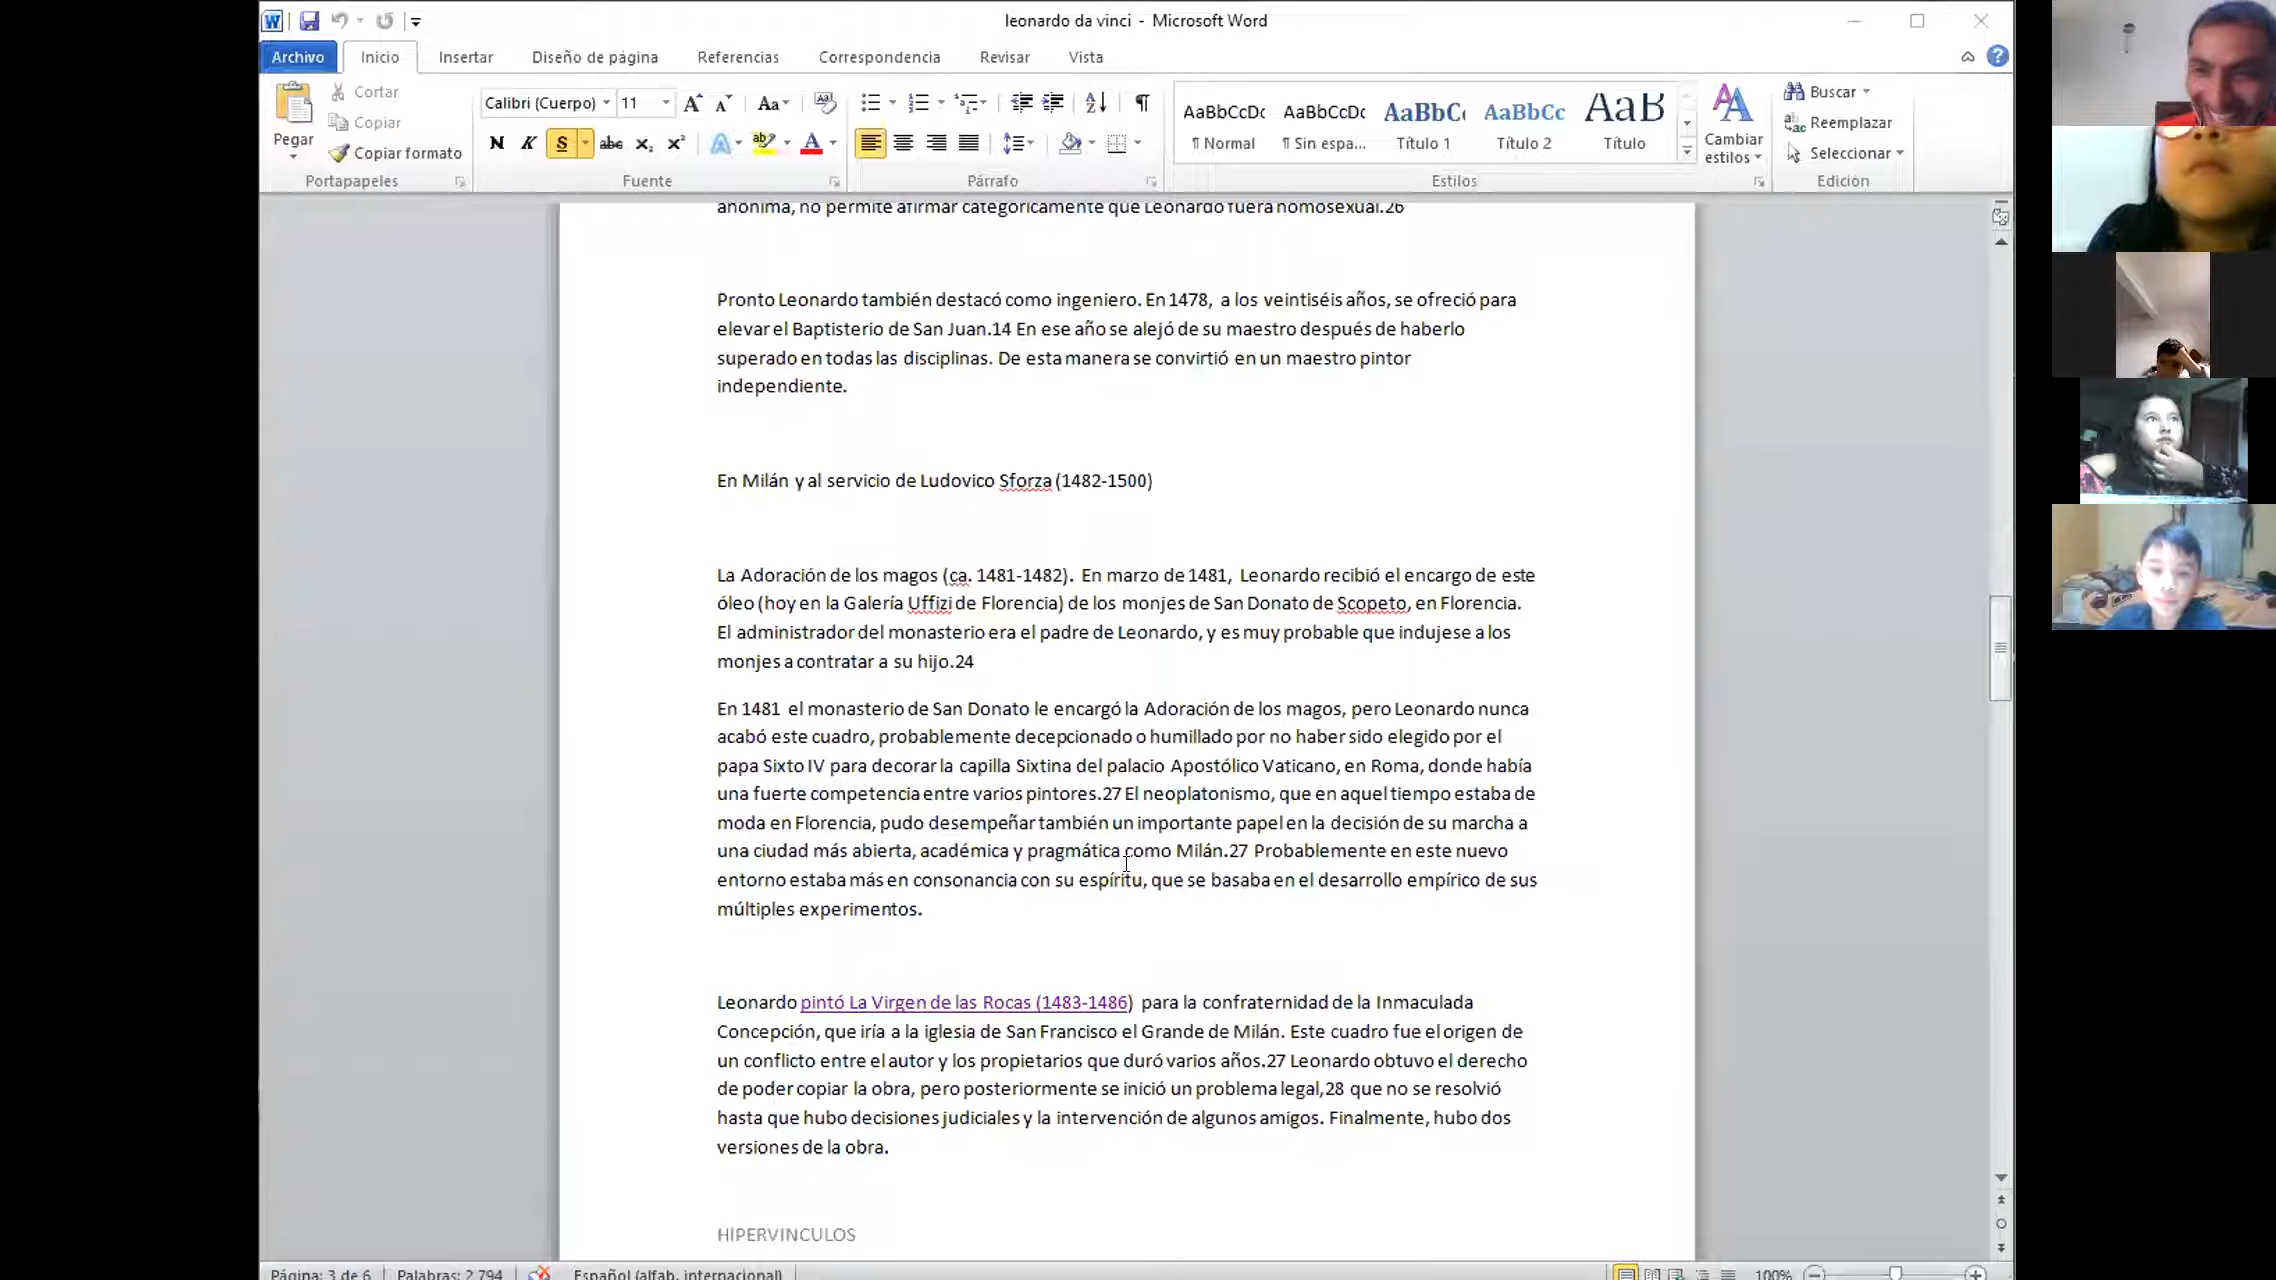 leonardo da vinci - Microsoft Word
Archivo Inicio Insertar Diseño de página Referencias Correspondencia Revisar Vista
Pegar
Cortar
Copiar
Copiar formato
Portapapeles
Calibri (Cuerpo) 11
N K S abc x₂ x²
Fuente
Párrafo
AaBbCcDc AaBbCcDc AaBbC AaBbCc AaB
¶ Normal ¶ Sin espa... Título 1 Título 2 Título
Cambiar
estilos
Estilos
Buscar
Reemplazar
Seleccionar
Edición
anónima, no permite afirmar categóricamente que Leonardo fuera homosexual.26
Pronto Leonardo también destacó como ingeniero. En 1478, a los veintiséis años, se ofreció para
elevar el Baptisterio de San Juan.14 En ese año se alejó de su maestro después de haberlo
superado en todas las disciplinas. De esta manera se convirtió en un maestro pintor
independiente.
En Milán y al servicio de Ludovico Sforza (1482-1500)
La Adoración de los magos (ca. 1481-1482). En marzo de 1481, Leonardo recibió el encargo de este
óleo (hoy en la Galería Uffizi de Florencia) de los monjes de San Donato de Scopeto, en Florencia.
El administrador del monasterio era el padre de Leonardo, y es muy probable que indujese a los
monjes a contratar a su hijo.24
En 1481 el monasterio de San Donato le encargó la Adoración de los magos, pero Leonardo nunca
acabó este cuadro, probablemente decepcionado o humillado por no haber sido elegido por el
papa Sixto IV para decorar la capilla Sixtina del palacio Apostólico Vaticano, en Roma, donde había
una fuerte competencia entre varios pintores.27 El neoplatonismo, que en aquel tiempo estaba de
moda en Florencia, pudo desempeñar también un importante papel en la decisión de su marcha a
una ciudad más abierta, académica y pragmática como Milán.27 Probablemente en este nuevo
entorno estaba más en consonancia con su espíritu, que se basaba en el desarrollo empírico de sus
múltiples experimentos.
Leonardo pintó La Virgen de las Rocas (1483-1486) para la confraternidad de la Inmaculada
Concepción, que iría a la iglesia de San Francisco el Grande de Milán. Este cuadro fue el origen de
un conflicto entre el autor y los propietarios que duró varios años.27 Leonardo obtuvo el derecho
de poder copiar la obra, pero posteriormente se inició un problema legal,28 que no se resolvió
hasta que hubo decisiones judiciales y la intervención de algunos amigos. Finalmente, hubo dos
versiones de la obra.
HIPERVINCULOS
Página: 3 de 6 Palabras: 2.794 Español (alfab. internacional) 100%